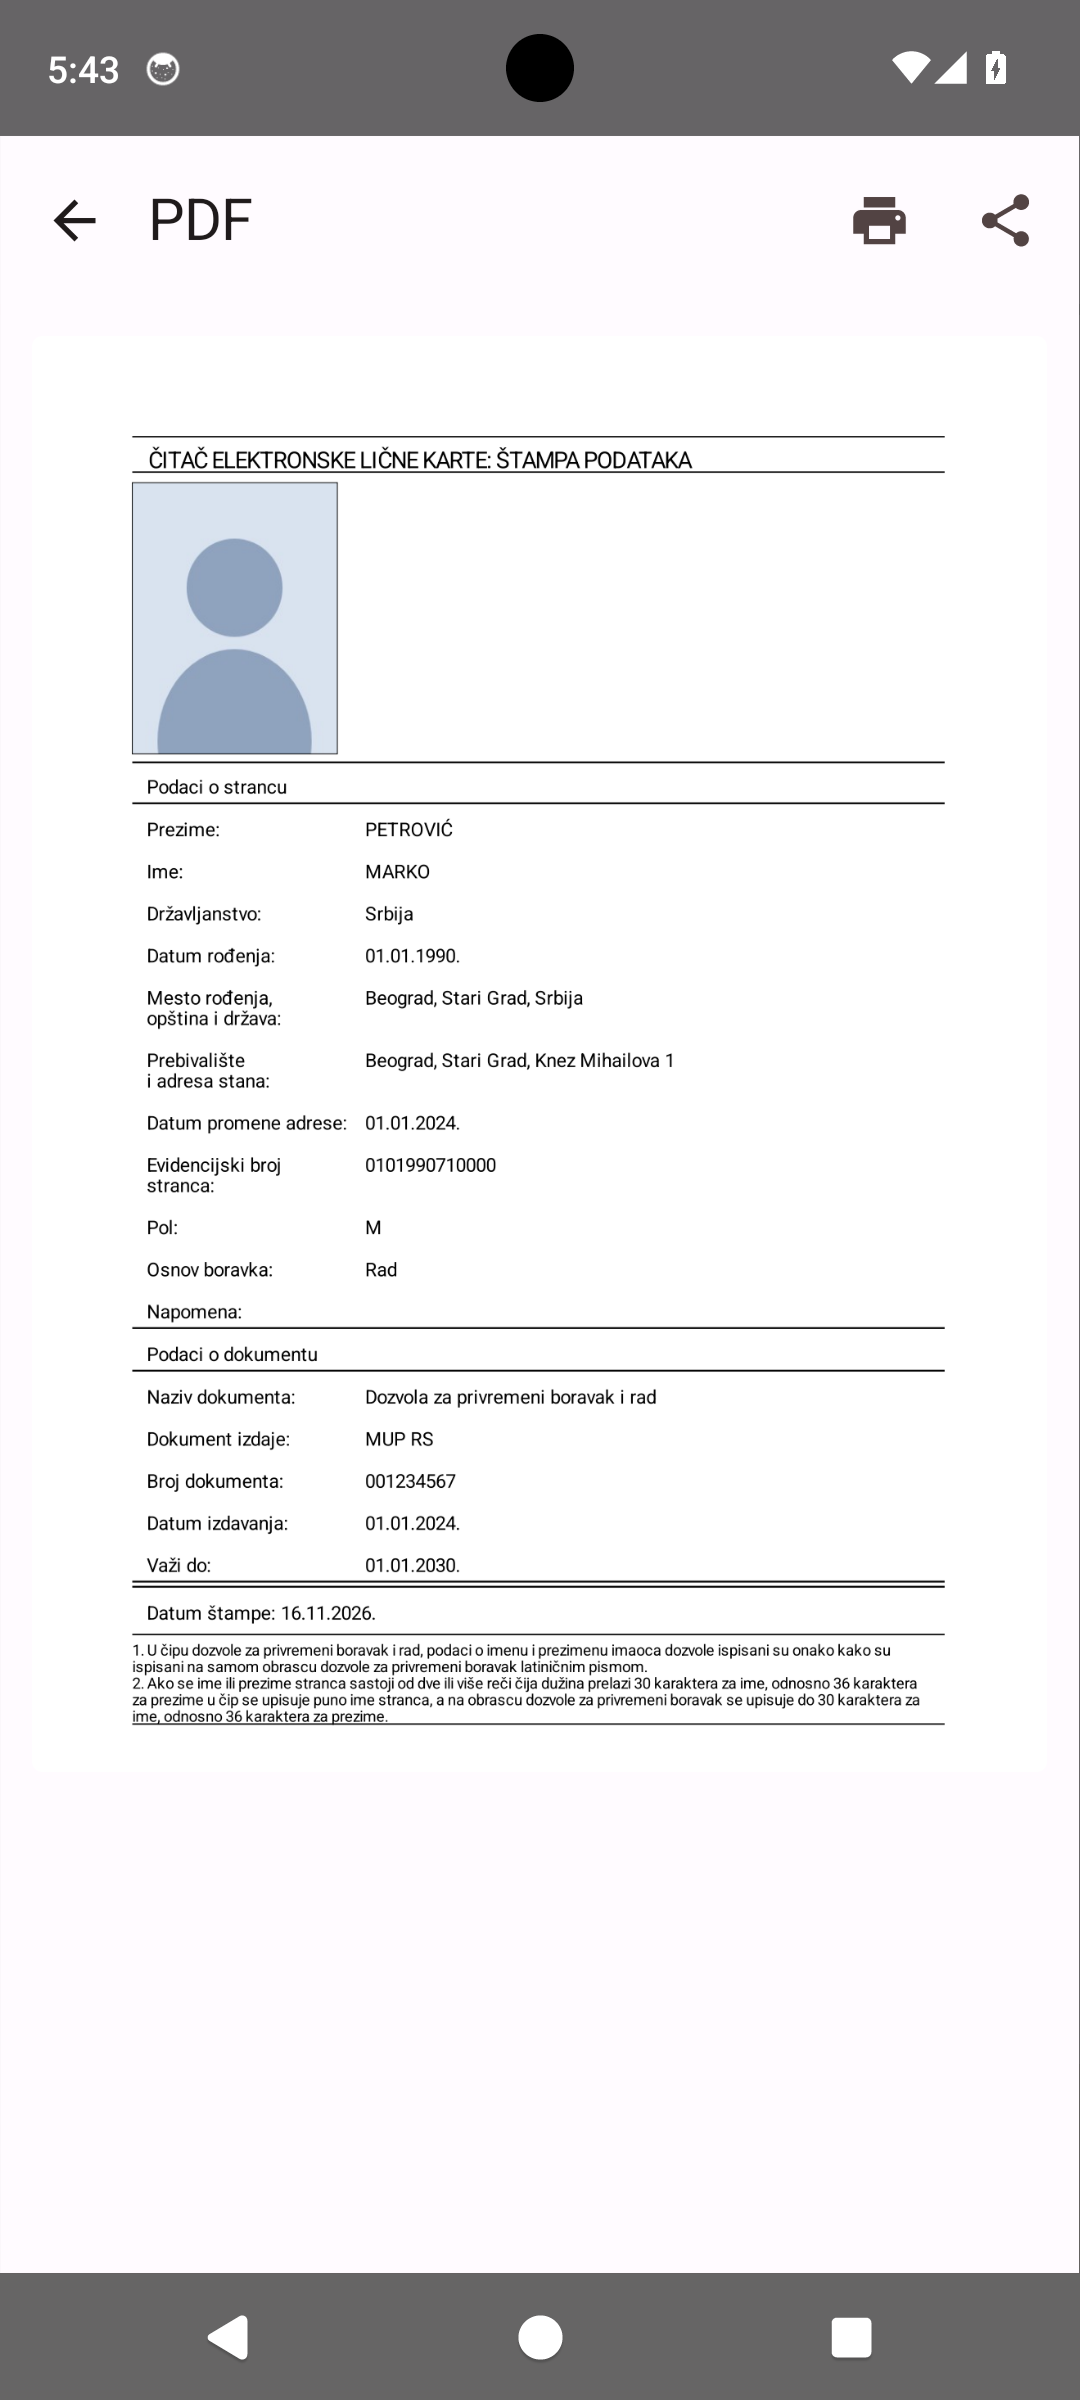 5:43
PDF
ČITAČ ELEKTRONSKE LIČNE KARTE: ŠTAMPA PODATAKA
Podaci o strancu
Prezime: PETROVIĆ
Ime: MARKO
Državljanstvo: Srbija
Datum rođenja: 01.01.1990.
Mesto rođenja, Beograd, Stari Grad, Srbija
opština i država:
Prebivalište Beograd, Stari Grad, Knez Mihailova 1
i adresa stana:
Datum promene adrese: 01.01.2024.
Evidencijski broj 0101990710000
stranca:
Pol: M
Osnov boravka: Rad
Napomena:
Podaci o dokumentu
Naziv dokumenta: Dozvola za privremeni boravak i rad
Dokument izdaje: MUP RS
Broj dokumenta: 001234567
Datum izdavanja: 01.01.2024.
Važi do: 01.01.2030.
Datum štampe: 16.11.2026.
1. U čipu dozvole za privremeni boravak i rad, podaci o imenu i prezimenu imaoca dozvole ispisani su onako kako su
ispisani na samom obrascu dozvole za privremeni boravak latiničnim pismom.
2. Ako se ime ili prezime stranca sastoji od dve ili više reči čija dužina prelazi 30 karaktera za ime, odnosno 36 karaktera
za prezime u čip se upisuje puno ime stranca, a na obrascu dozvole za privremeni boravak se upisuje do 30 karaktera za
ime, odnosno 36 karaktera za prezime.